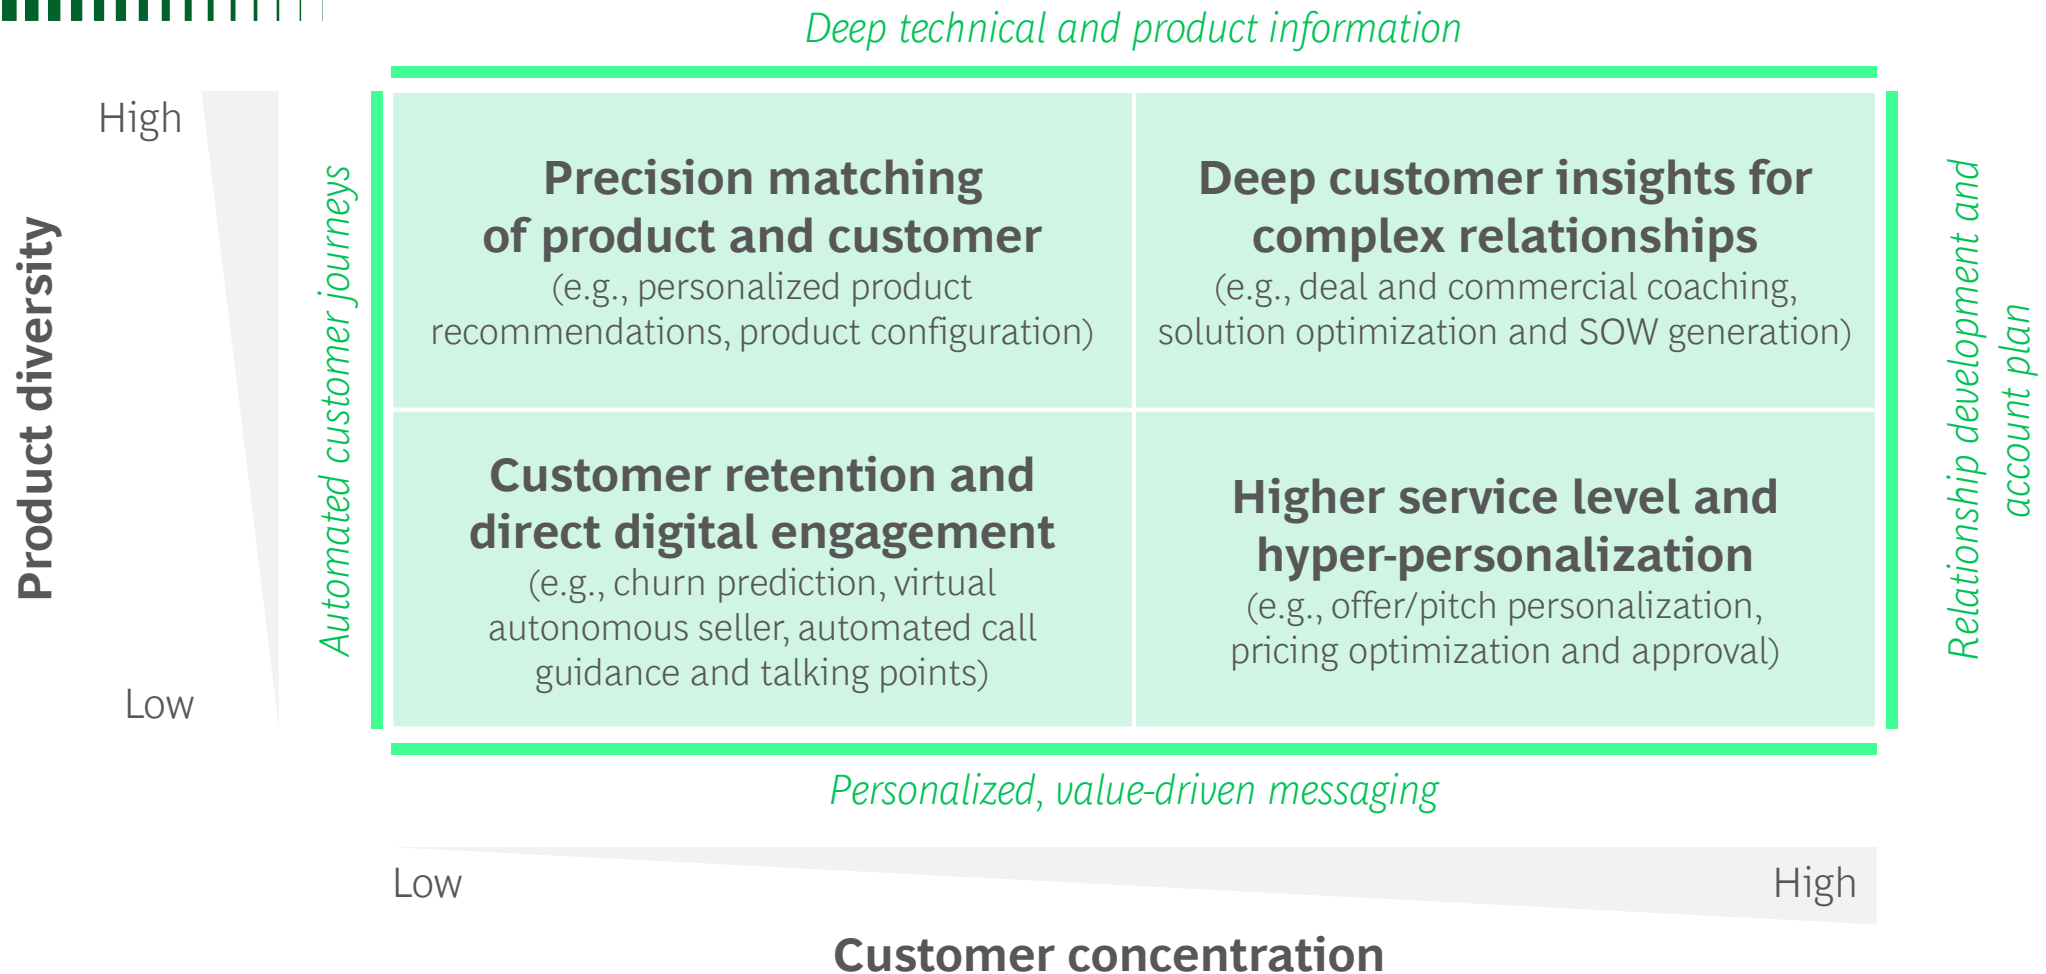 Deep technical and product information
High
Low
Product diversity
Automated customer journeys
Precision matching
of product and customer
(e.g., personalized product
recommendations, product configuration)
Deep customer insights for
complex relationships
(e.g., deal and commercial coaching,
solution optimization and SOW generation)
Customer retention and
direct digital engagement
(e.g., churn prediction, virtual
autonomous seller, automated call
guidance and talking points)
Higher service level and
hyper-personalization
(e.g., offer/pitch personalization,
pricing optimization and approval)
Relationship development and
account plan
Personalized, value-driven messaging
Low
High
Customer concentration